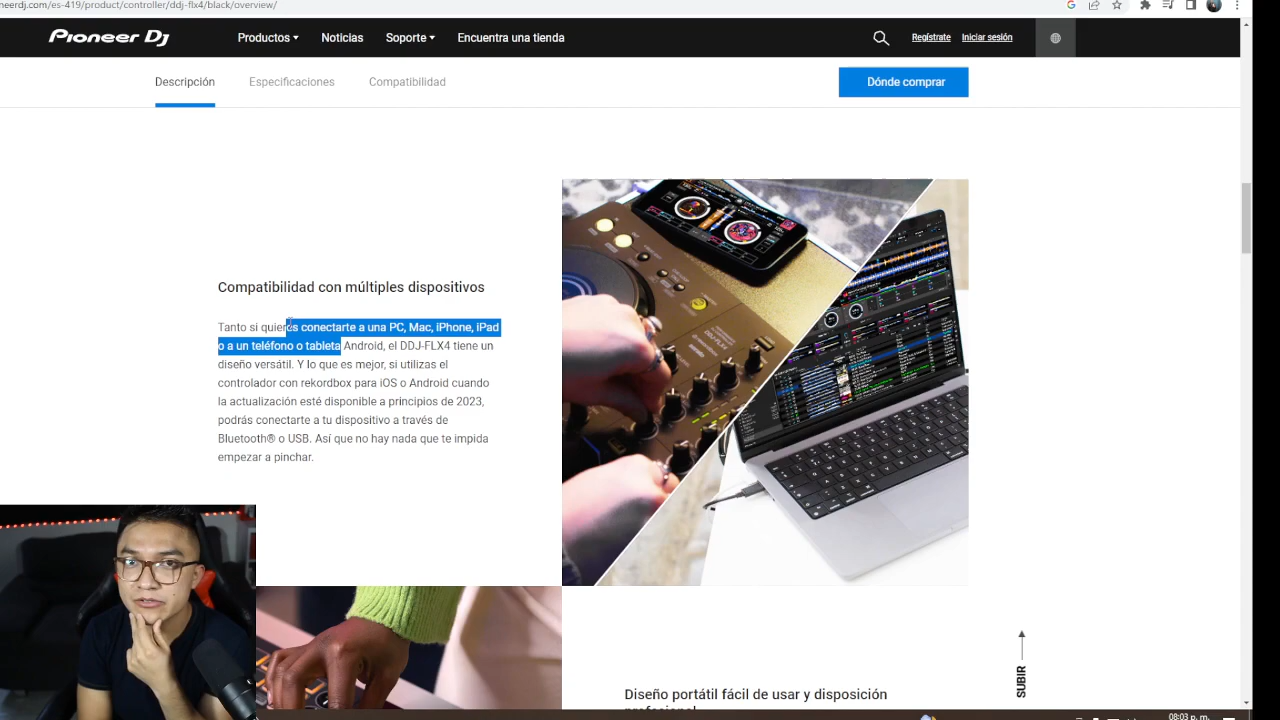 neerdj.com/es-419/product/controller/ddj-flx4/black/overview/
Pioneer Dj
Productos
Noticias
Soporte
Encuentra una tienda
Regístrate
Iniciar sesión
Descripción
Especificaciones
Compatibilidad
Dónde comprar
Compatibilidad con múltiples dispositivos
Tanto si quieres conectarte a una PC, Mac, iPhone, iPad
o a un teléfono o tableta Android, el DDJ-FLX4 tiene un
diseño versátil. Y lo que es mejor, si utilizas el
controlador con rekordbox para iOS o Android cuando
la actualización esté disponible a principios de 2023,
podrás conectarte a tu dispositivo a través de
Bluetooth® o USB. Así que no hay nada que te impida
empezar a pinchar.
DDJ-FLX4
SUBIR
Diseño portátil fácil de usar y disposición
profesional
08:03 p. m.